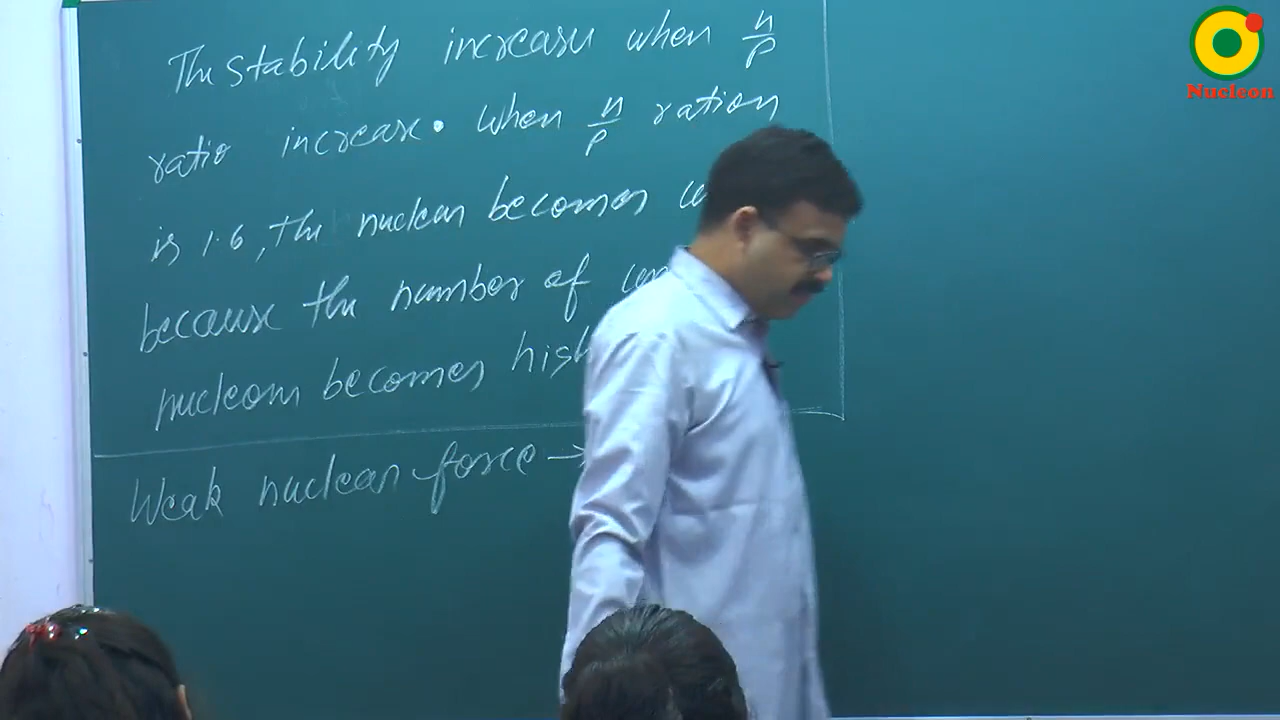 The stability increase when n/p
ratio increase. When n/p ration
is 1.6, the nuclear becomes
because the number of
nucleons becomes high
Weak nuclear force →
Nucleon